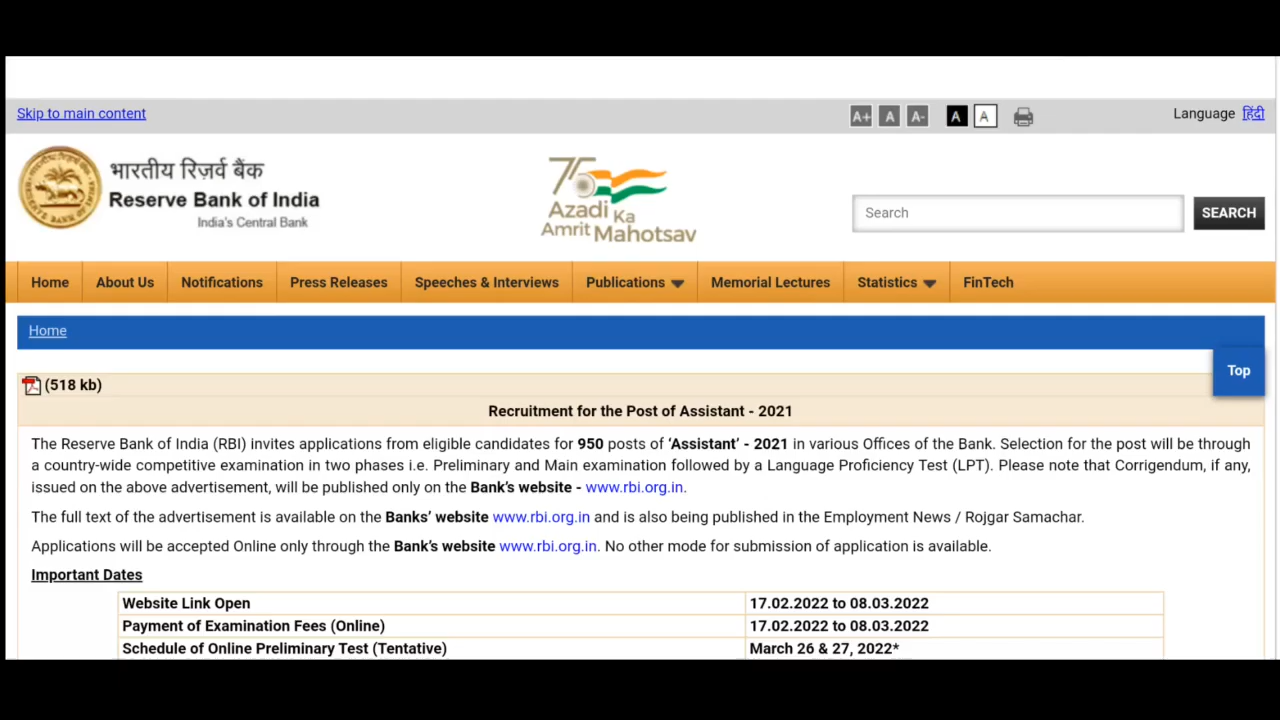 Skip to main content
A+ A A- A A
Language हिंदी
भारतीय रिज़र्व बैंक
Reserve Bank of India
India's Central Bank
75
Azadi Ka
Amrit Mahotsav
Search
SEARCH
Home About Us Notifications Press Releases Speeches & Interviews Publications Memorial Lectures Statistics FinTech
Home
Top
(518 kb)
Recruitment for the Post of Assistant - 2021
The Reserve Bank of India (RBI) invites applications from eligible candidates for 950 posts of ‘Assistant’ - 2021 in various Offices of the Bank. Selection for the post will be through
a country-wide competitive examination in two phases i.e. Preliminary and Main examination followed by a Language Proficiency Test (LPT). Please note that Corrigendum, if any,
issued on the above advertisement, will be published only on the Bank’s website - www.rbi.org.in.
The full text of the advertisement is available on the Banks’ website www.rbi.org.in and is also being published in the Employment News / Rojgar Samachar.
Applications will be accepted Online only through the Bank’s website www.rbi.org.in. No other mode for submission of application is available.
Important Dates
Website Link Open 17.02.2022 to 08.03.2022
Payment of Examination Fees (Online) 17.02.2022 to 08.03.2022
Schedule of Online Preliminary Test (Tentative) March 26 & 27, 2022*